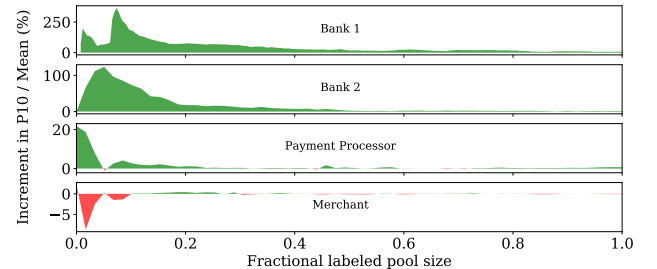 Increment in P10 / Mean (%)
250
0
Bank 1
100
0
Bank 2
20
0
Payment Processor
0
−5
Merchant
0.0 0.2 0.4 0.6 0.8 1.0
Fractional labeled pool size